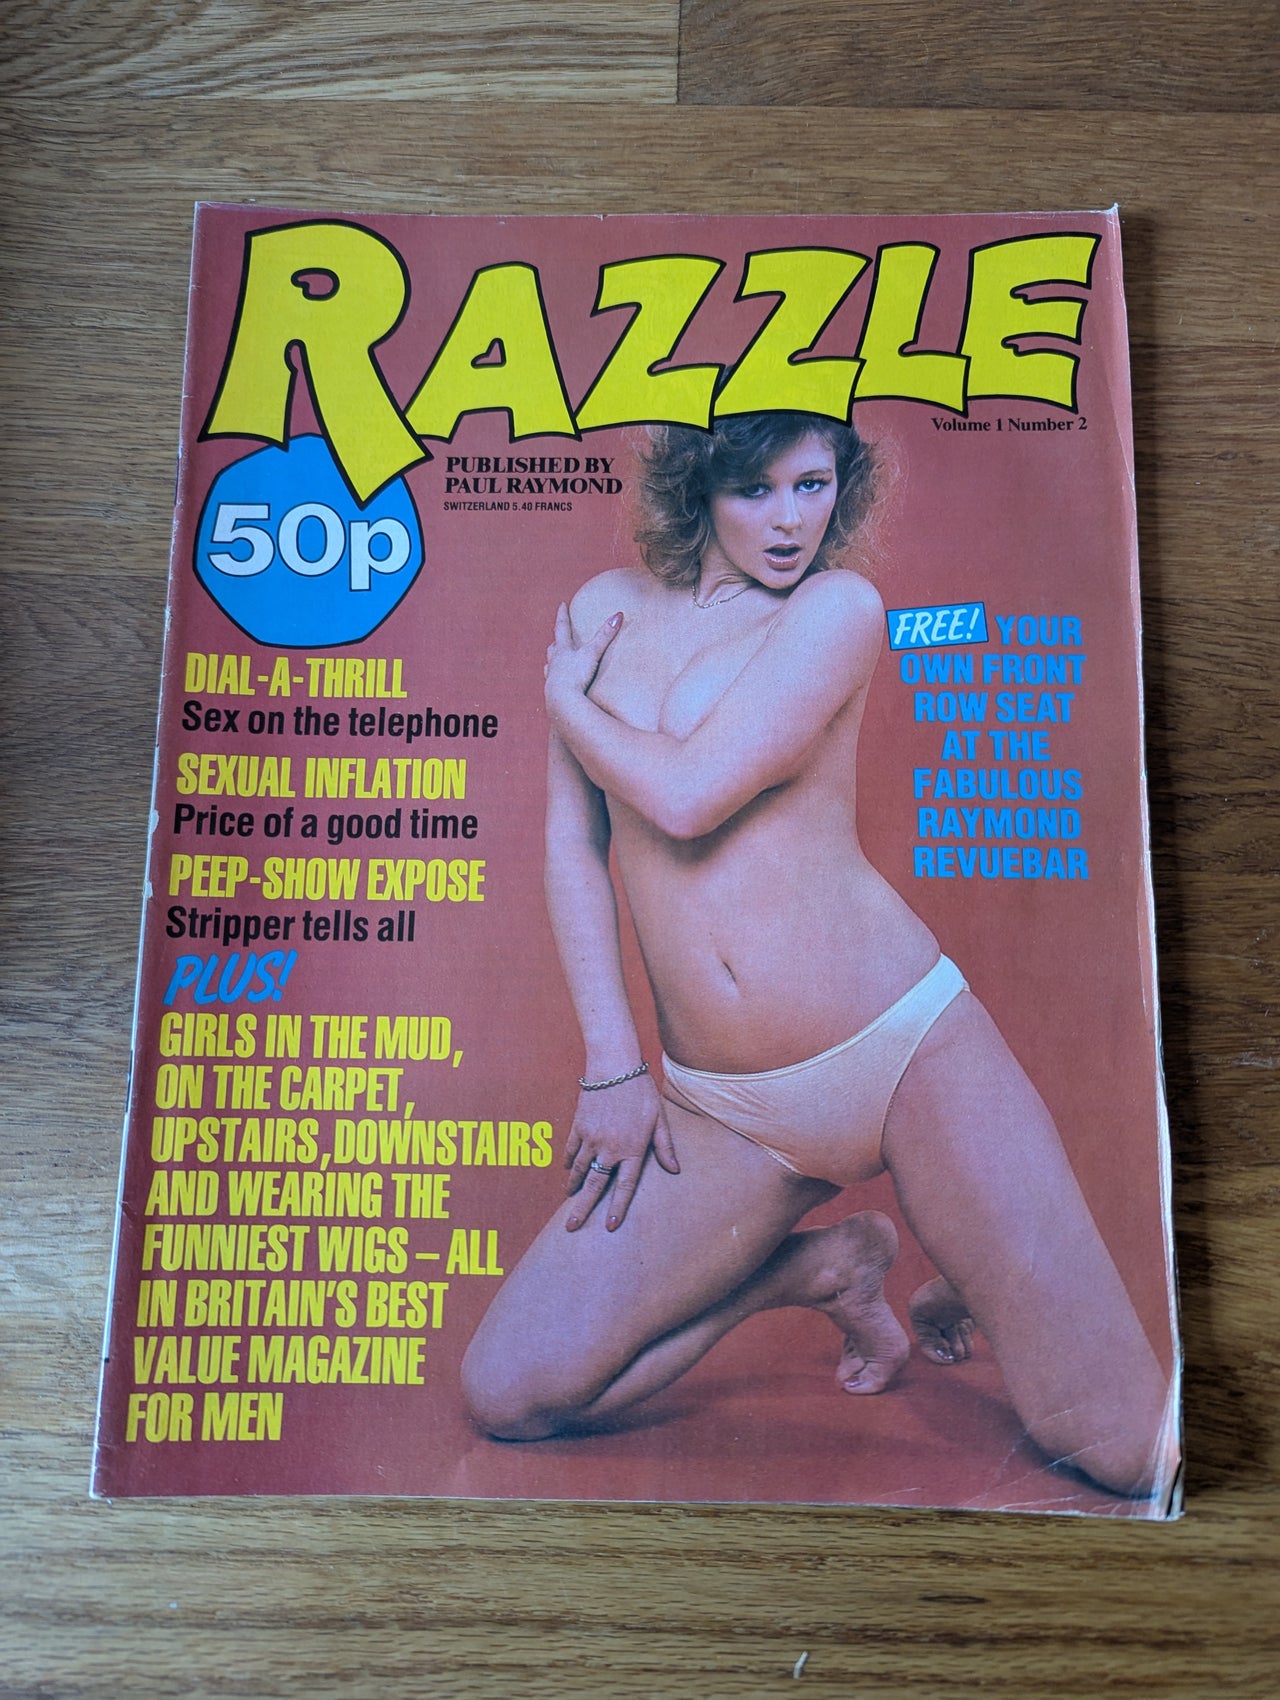 RAZZLE
Volume 1 Number 2
PUBLISHED BY
PAUL RAYMOND
SWITZERLAND 5.40 FRANCS
50p
DIAL-A-THRILL
Sex on the telephone
SEXUAL INFLATION
Price of a good time
PEEP-SHOW EXPOSE
Stripper tells all
PLUS!
GIRLS IN THE MUD,
ON THE CARPET,
UPSTAIRS, DOWNSTAIRS
AND WEARING THE
FUNNIEST WIGS – ALL
IN BRITAIN'S BEST
VALUE MAGAZINE
FOR MEN
FREE! YOUR
OWN FRONT
ROW SEAT
AT THE
FABULOUS
RAYMOND
REVUEBAR